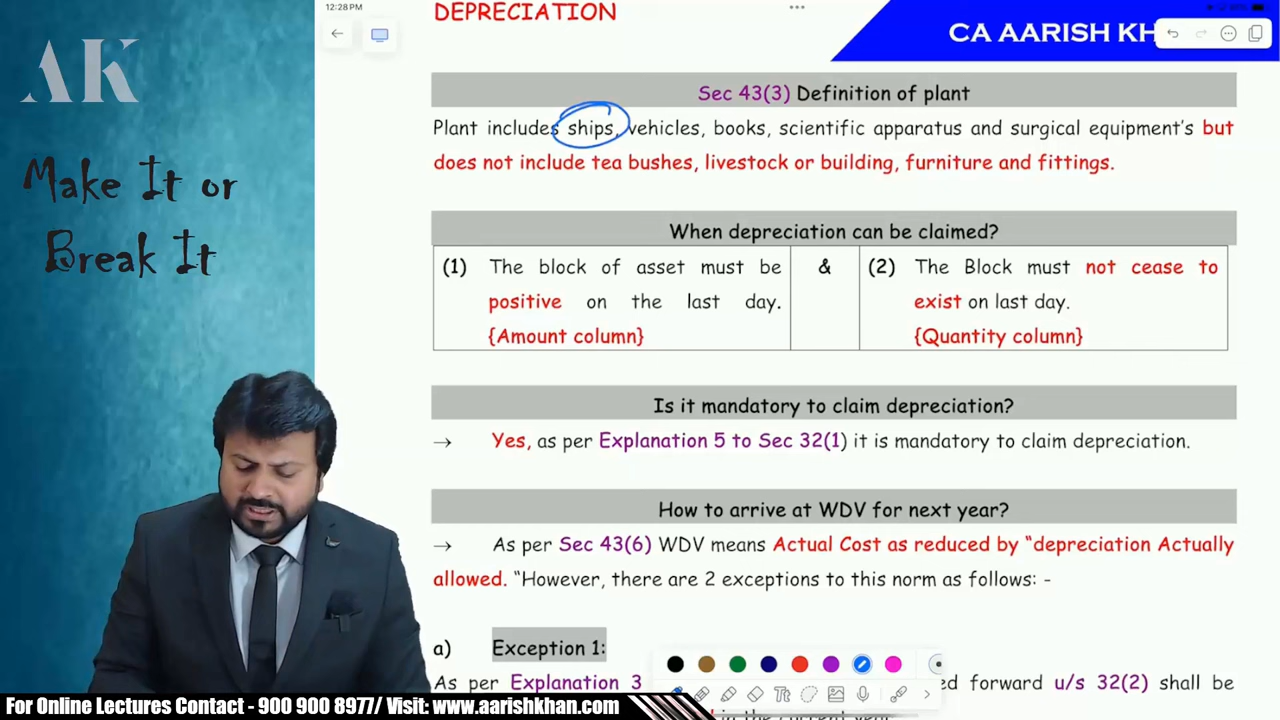 12:28 PM
DEPRECIATION
CA AARISH KH
AK
Make It or
Break It
Sec 43(3) Definition of plant
Plant includes ships, vehicles, books, scientific apparatus and surgical equipment's but
does not include tea bushes, livestock or building, furniture and fittings.
When depreciation can be claimed?
(1) The block of asset must be
positive on the last day.
{Amount column}
&
(2) The Block must not cease to
exist on last day.
{Quantity column}
Is it mandatory to claim depreciation?
→ Yes, as per Explanation 5 to Sec 32(1) it is mandatory to claim depreciation.
How to arrive at WDV for next year?
→ As per Sec 43(6) WDV means Actual Cost as reduced by “depreciation Actually
allowed. “However, there are 2 exceptions to this norm as follows: -
a) Exception 1:
As per Explanation 3 ed forward u/s 32(2) shall be
in the current year
Tt
For Online Lectures Contact - 900 900 8977/ Visit: www.aarishkhan.com